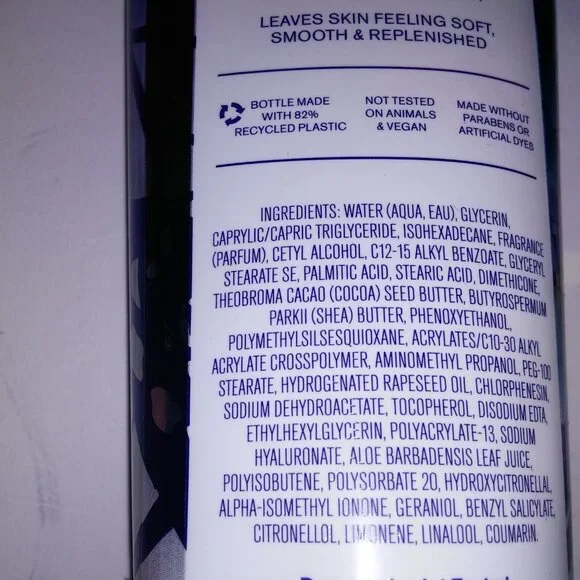 LEAVES SKIN FEELING SOFT,
SMOOTH & REPLENISHED
BOTTLE MADE
WITH 82%
RECYCLED PLASTIC
NOT TESTED
ON ANIMALS
& VEGAN
MADE WITHOUT
PARABENS OR
ARTIFICIAL DYES
INGREDIENTS: WATER (AQUA, EAU), GLYCERIN,
CAPRYLIC/CAPRIC TRIGLYCERIDE, ISOHEXADECANE, FRAGRANCE
(PARFUM), CETYL ALCOHOL, C12-15 ALKYL BENZOATE, GLYCERYL
STEARATE SE, PALMITIC ACID, STEARIC ACID, DIMETHICONE,
THEOBROMA CACAO (COCOA) SEED BUTTER, BUTYROSPERMUM
PARKII (SHEA) BUTTER, PHENOXYETHANOL,
POLYMETHYLSILSESQUIOXANE, ACRYLATES/C10-30 ALKYL
ACRYLATE CROSSPOLYMER, AMINOMETHYL PROPANOL, PEG-100
STEARATE, HYDROGENATED RAPESEED OIL, CHLORPHENESIN,
SODIUM DEHYDROACETATE, TOCOPHEROL, DISODIUM EDTA,
ETHYLHEXYLGLYCERIN, POLYACRYLATE-13, SODIUM
HYALURONATE, ALOE BARBADENSIS LEAF JUICE,
POLYISOBUTENE, POLYSORBATE 20, HYDROXYCITRONELLAL,
ALPHA-ISOMETHYL IONONE, GERANIOL, BENZYL SALICYLATE,
CITRONELLOL, LIMONENE, LINALOOL, COUMARIN.